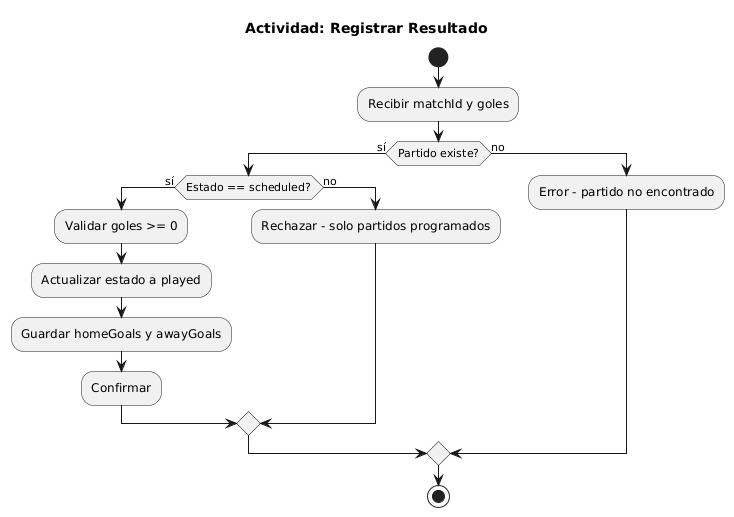 Actividad: Registrar Resultado
Recibir matchId y goles
sí
Partido existe?
no
sí
Estado == scheduled?
no
Error - partido no encontrado
Validar goles >= 0
Rechazar - solo partidos programados
Actualizar estado a played
Guardar homeGoals y awayGoals
Confirmar